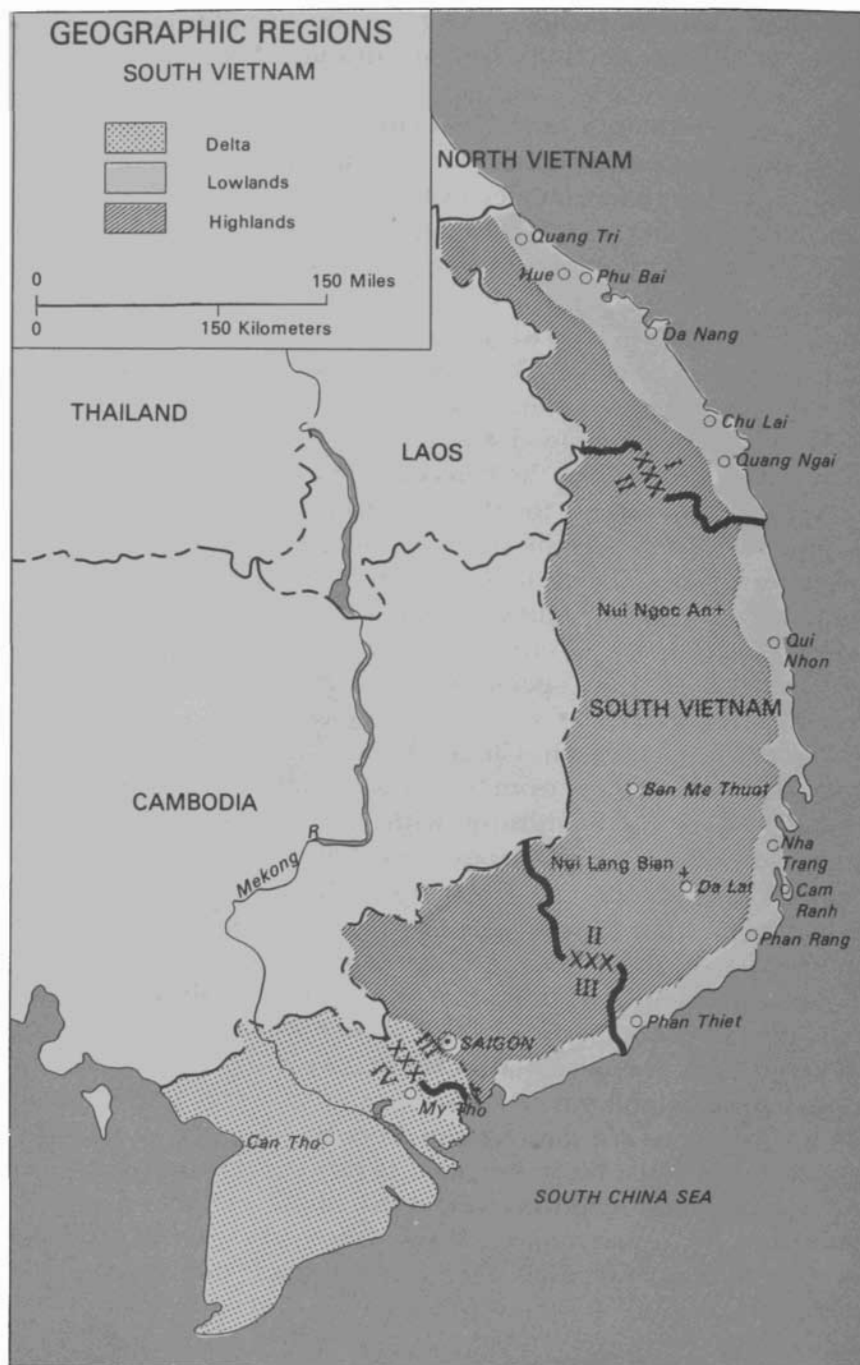 GEOGRAPHIC REGIONS
SOUTH VIETNAM
Delta
Lowlands
Highlands
0
150 Miles
0
150 Kilometers
NORTH VIETNAM
Quang Tri
Hue
Phu Bai
Da Nang
THAILAND
LAOS
Chu Lai
I
XXX
II
Quang Ngai
Nui Ngoc An+
Qui
Nhon
SOUTH VIETNAM
CAMBODIA
Ban Me Thuot
Mekong R
Nha
Trang
Nui Lang Bian +
Da Lat
Cam
Ranh
Phan Rang
II
XXX
III
Phan Thiet
SAIGON
III
XXX
IV
My Tho
Can Tho
SOUTH CHINA SEA